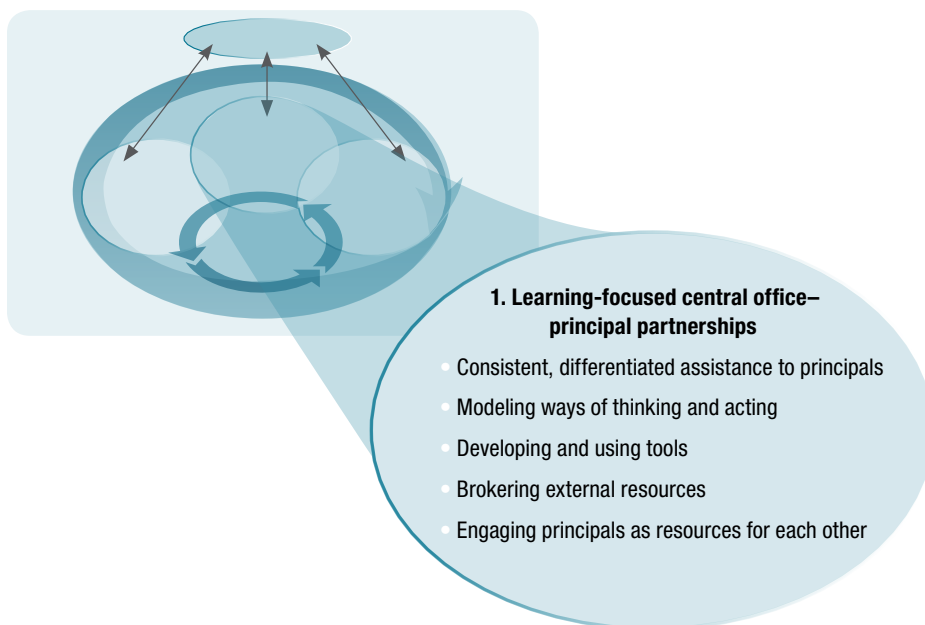 1. Learning-focused central office–
principal partnerships
• Consistent, differentiated assistance to principals
• Modeling ways of thinking and acting
• Developing and using tools
• Brokering external resources
• Engaging principals as resources for each other